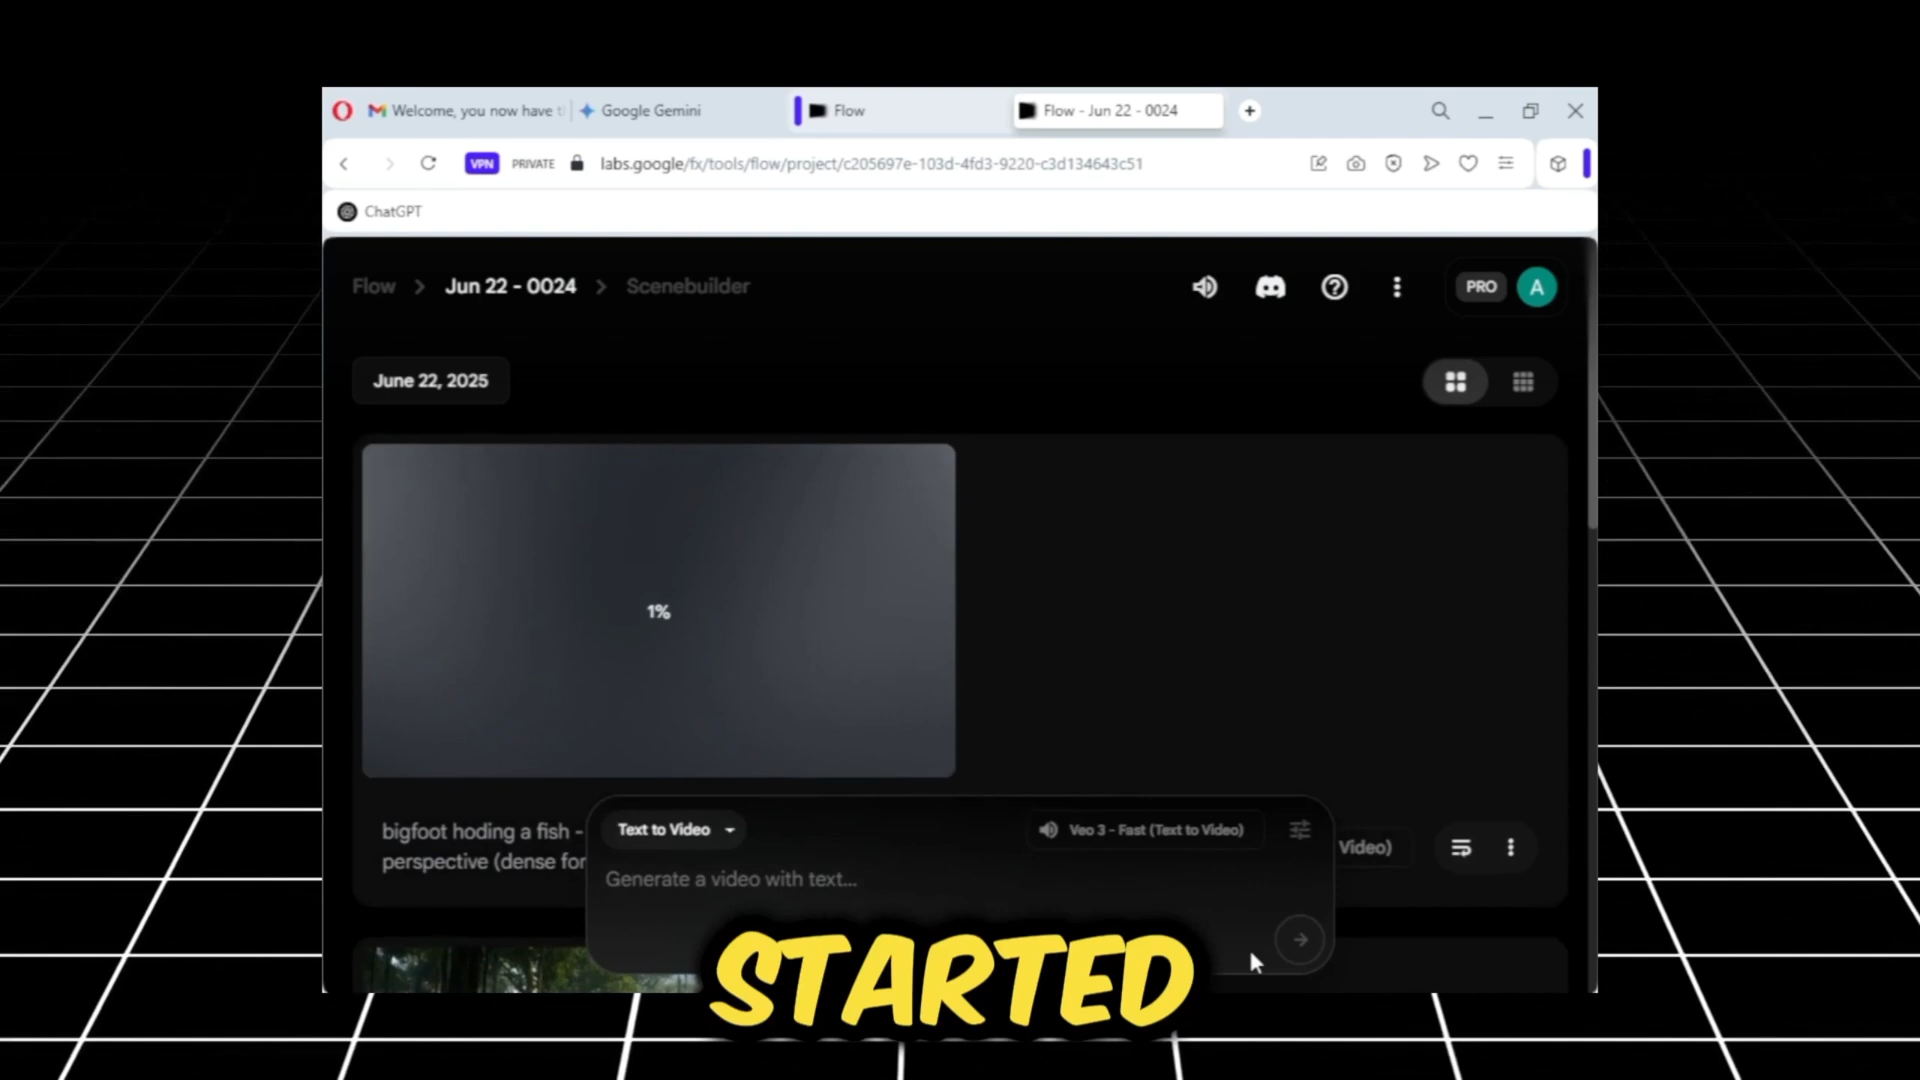 Welcome, you now have t
Google Gemini
Flow
Flow - Jun 22 - 0024
VPN PRIVATE labs.google/fx/tools/flow/project/c205697e-103d-4fd3-9220-c3d134643c51
ChatGPT
Flow > Jun 22 - 0024 > Scenebuilder
PRO A
June 22, 2025
1%
bigfoot hoding a fish -
perspective (dense for
Text to Video
Veo 3 - Fast (Text to Video)
Video)
Generate a video with text...
STARTED